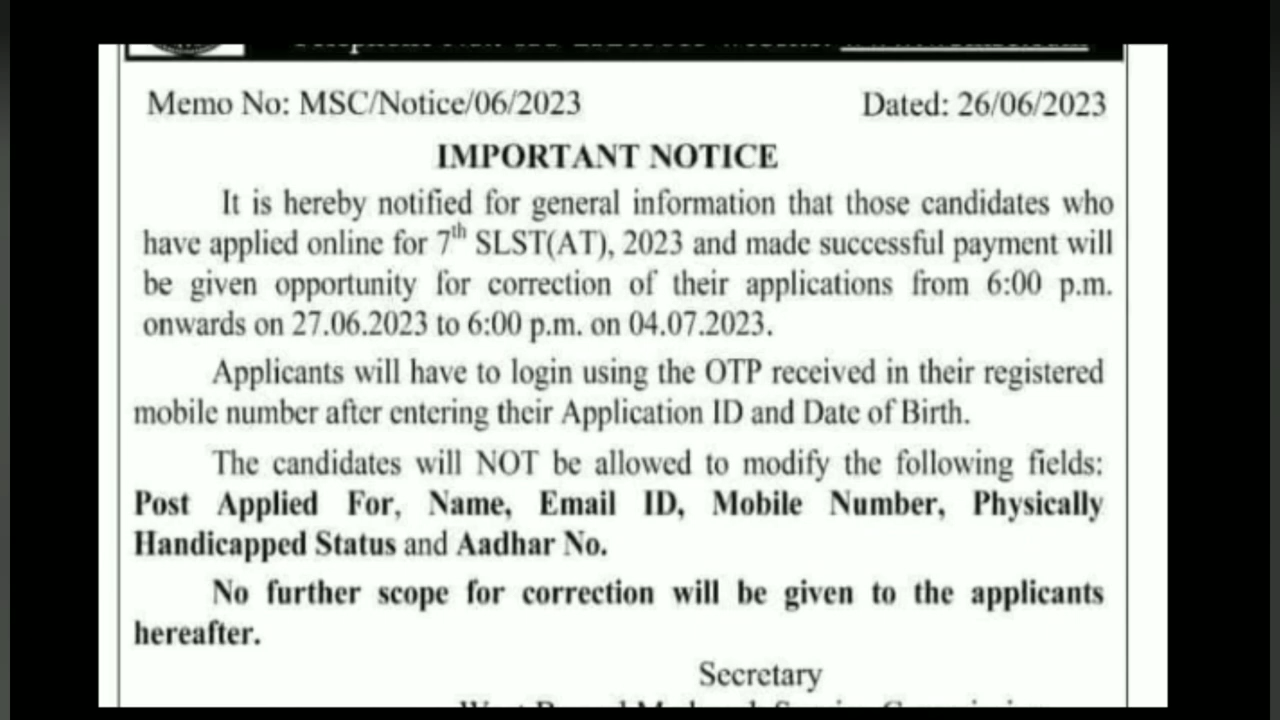 Memo No: MSC/Notice/06/2023 Dated: 26/06/2023
IMPORTANT NOTICE
It is hereby notified for general information that those candidates who
have applied online for 7th SLST(AT), 2023 and made successful payment will
be given opportunity for correction of their applications from 6:00 p.m.
onwards on 27.06.2023 to 6:00 p.m. on 04.07.2023.
Applicants will have to login using the OTP received in their registered
mobile number after entering their Application ID and Date of Birth.
The candidates will NOT be allowed to modify the following fields:
Post Applied For, Name, Email ID, Mobile Number, Physically
Handicapped Status and Aadhar No.
No further scope for correction will be given to the applicants
hereafter.
Secretary